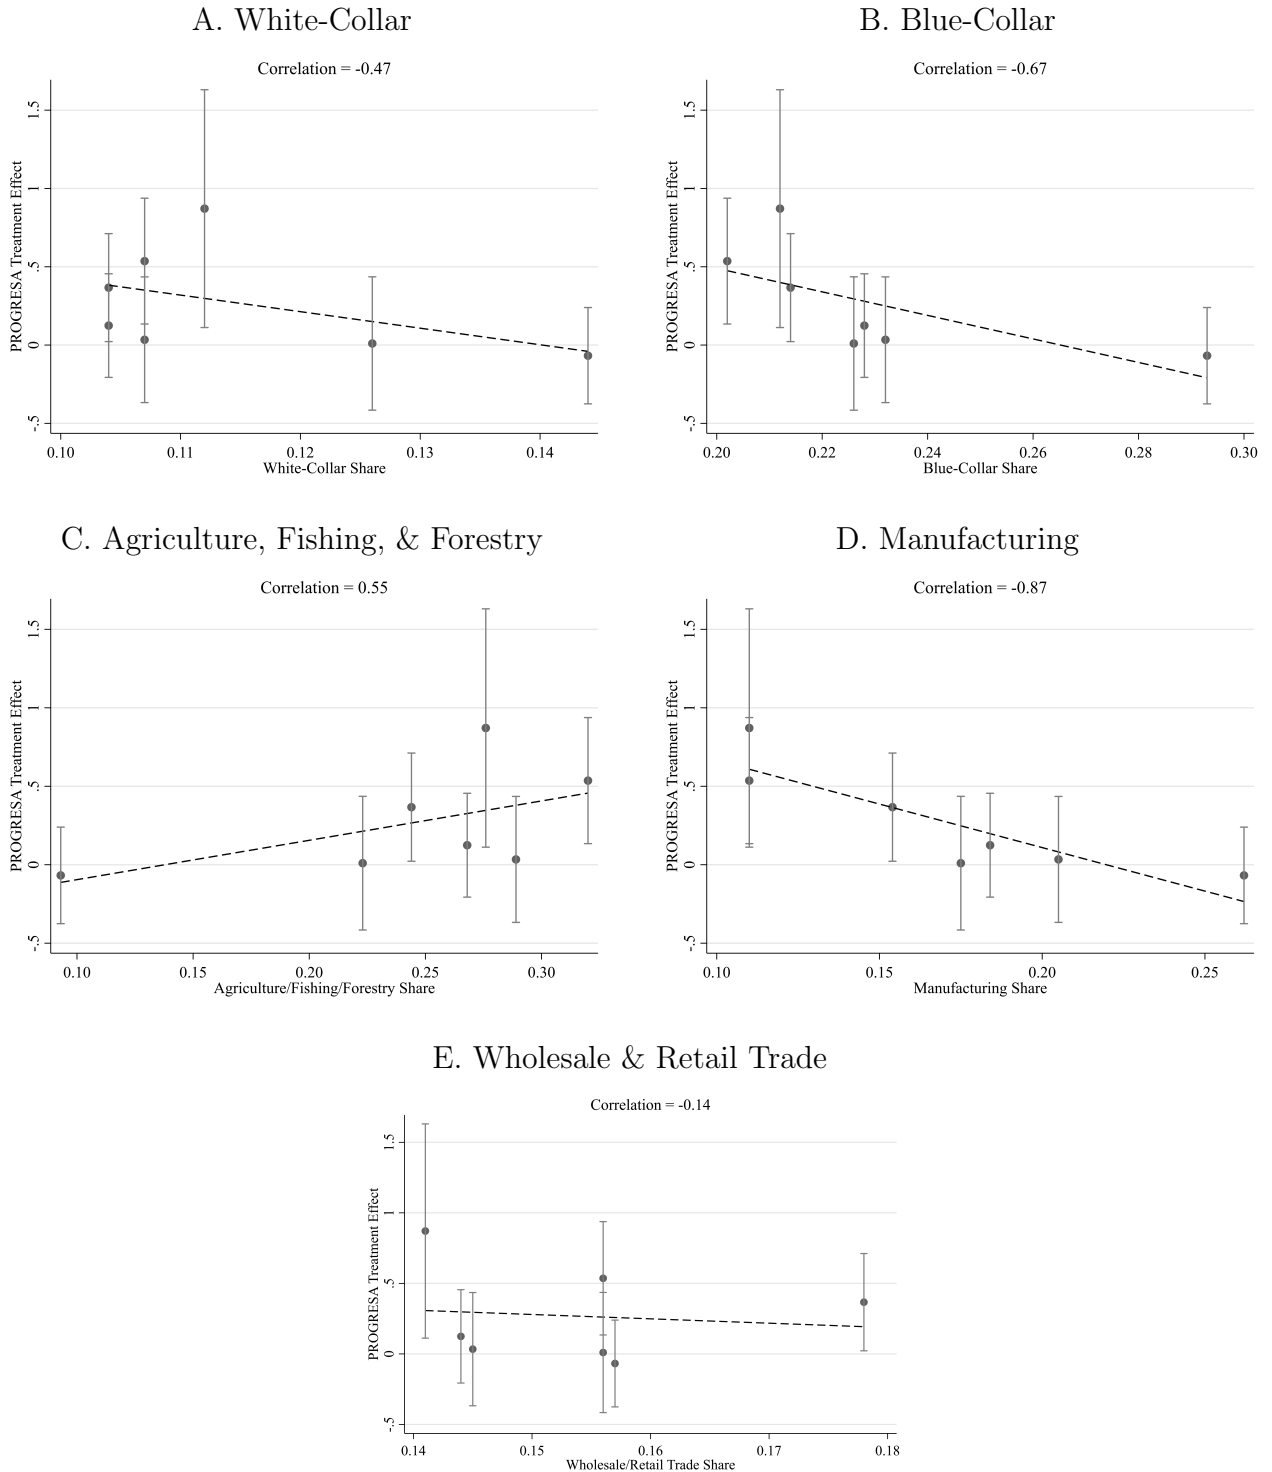 A. White-Collar
Correlation = -0.47
PROGRESA Treatment Effect
1.5
1
.5
0
-.5
0.10 0.11 0.12 0.13 0.14
White-Collar Share
B. Blue-Collar
Correlation = -0.67
PROGRESA Treatment Effect
1.5
1
.5
0
-.5
0.20 0.22 0.24 0.26 0.28 0.30
Blue-Collar Share
C. Agriculture, Fishing, & Forestry
Correlation = 0.55
PROGRESA Treatment Effect
1.5
1
.5
0
-.5
0.10 0.15 0.20 0.25 0.30
Agriculture/Fishing/Forestry Share
D. Manufacturing
Correlation = -0.87
PROGRESA Treatment Effect
1.5
1
.5
0
-.5
0.10 0.15 0.20 0.25
Manufacturing Share
E. Wholesale & Retail Trade
Correlation = -0.14
PROGRESA Treatment Effect
1.5
1
.5
0
-.5
0.14 0.15 0.16 0.17 0.18
Wholesale/Retail Trade Share